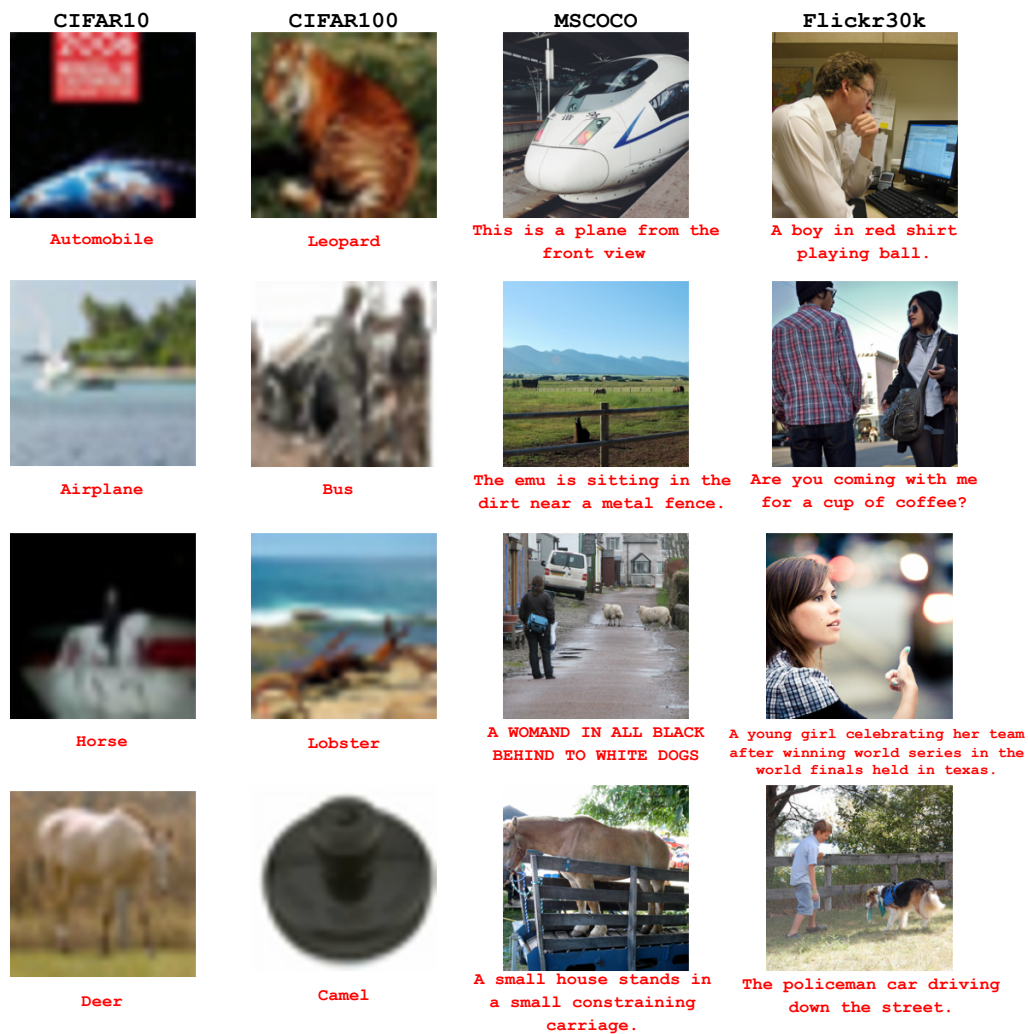 CIFAR10
CIFAR100
MSCOCO
Flickr30k
2006
Automobile
Leopard
This is a plane from the
front view
A boy in red shirt
playing ball.
Airplane
Bus
The emu is sitting in the
dirt near a metal fence.
Are you coming with me
for a cup of coffee?
Horse
Lobster
A WOMAND IN ALL BLACK
BEHIND TO WHITE DOGS
A young girl celebrating her team
after winning world series in the
world finals held in texas.
Deer
Camel
A small house stands in
a small constraining
carriage.
The policeman car driving
down the street.